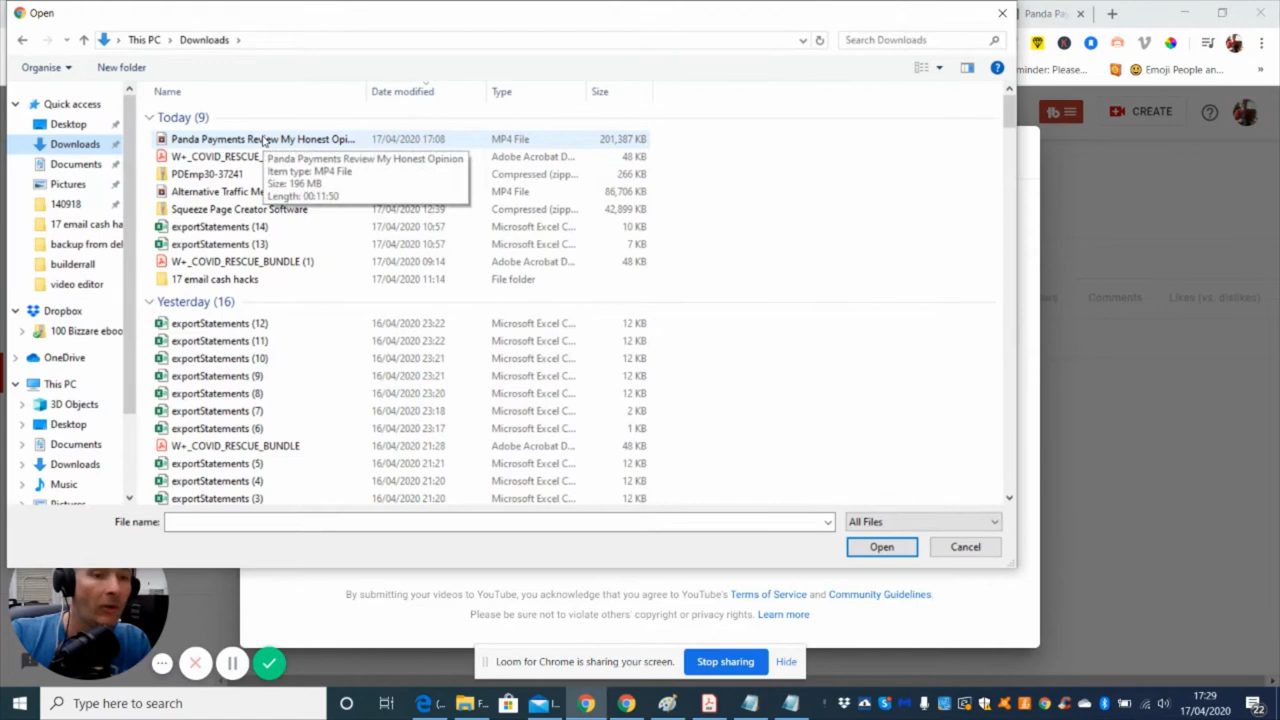 Open
Panda Pay
This PC
Downloads
Search Downloads
Organise
New folder
minder: Please...
Emoji People an...
Name
Date modified
Type
Size
CREATE
Quick access
Desktop
Downloads
Documents
Pictures
140918
17 email cash ha
backup from del
builderrall
video editor
Dropbox
100 Bizzare eboo
OneDrive
This PC
3D Objects
Desktop
Documents
Downloads
Music
Pictures
Today (9)
Panda Payments Review My Honest Opi... 17/04/2020 17:08 MP4 File 201,387 KB
W+_COVID_RESCUE_ Adobe Acrobat D... 48 KB
PDEmp30-37241 Compressed (zipp... 266 KB
Alternative Traffic Me MP4 File 86,706 KB
Squeeze Page Creator Software 17/04/2020 12:39 Compressed (zipp... 42,899 KB
exportStatements (14) 17/04/2020 10:57 Microsoft Excel C... 10 KB
exportStatements (13) 17/04/2020 10:57 Microsoft Excel C... 7 KB
W+_COVID_RESCUE_BUNDLE (1) 17/04/2020 09:14 Adobe Acrobat D... 48 KB
17 email cash hacks 17/04/2020 11:14 File folder
Panda Payments Review My Honest Opinion
Item type: MP4 File
Size: 196 MB
Length: 00:11:50
Yesterday (16)
exportStatements (12) 16/04/2020 23:22 Microsoft Excel C... 12 KB
exportStatements (11) 16/04/2020 23:22 Microsoft Excel C... 12 KB
exportStatements (10) 16/04/2020 23:21 Microsoft Excel C... 12 KB
exportStatements (9) 16/04/2020 23:21 Microsoft Excel C... 12 KB
exportStatements (8) 16/04/2020 23:20 Microsoft Excel C... 12 KB
exportStatements (7) 16/04/2020 23:18 Microsoft Excel C... 2 KB
exportStatements (6) 16/04/2020 23:17 Microsoft Excel C... 1 KB
W+_COVID_RESCUE_BUNDLE 16/04/2020 21:28 Adobe Acrobat D... 48 KB
exportStatements (5) 16/04/2020 21:21 Microsoft Excel C... 12 KB
exportStatements (4) 16/04/2020 21:20 Microsoft Excel C... 12 KB
exportStatements (3) 16/04/2020 21:20 Microsoft Excel C... 12 KB
Comments
Likes (vs. dislikes)
File name:
All Files
Open
Cancel
By submitting your videos to YouTube, you acknowledge that you agree to YouTube's Terms of Service and Community Guidelines.
Please be sure not to violate others' copyright or privacy rights. Learn more
Loom for Chrome is sharing your screen.
Stop sharing
Hide
Type here to search
17:29
17/04/2020
22